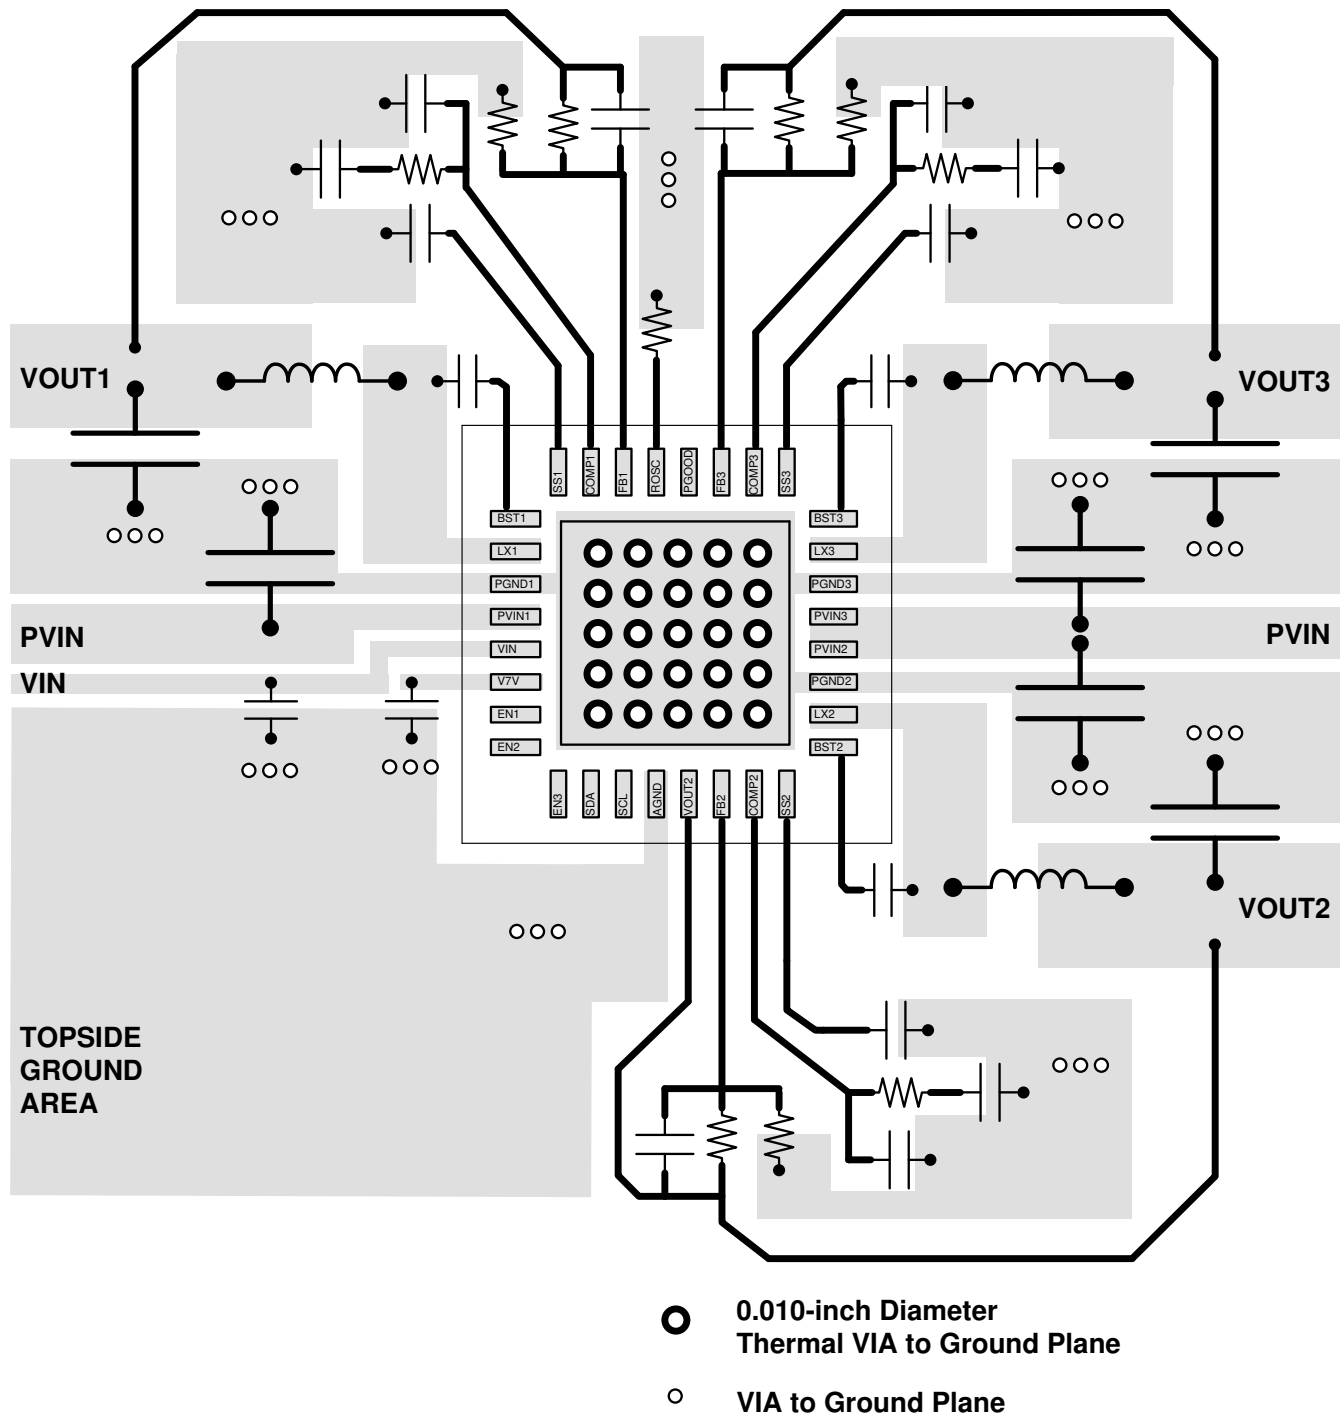 VOUT1
VOUT3
SS1
COMP1
FB1
ROSC
PGOOD
FB3
COMP3
SS3
BST1
BST3
LX1
LX3
PGND1
PGND3
PVIN1
PVIN3
PVIN
PVIN
VIN
PVIN2
VIN
V7V
PGND2
EN1
LX2
EN2
BST2
EN3
SDA
SCL
AGND
VOUT2
FB2
COMP2
SS2
VOUT2
TOPSIDE
GROUND
AREA
0.010-inch Diameter
Thermal VIA to Ground Plane
VIA to Ground Plane